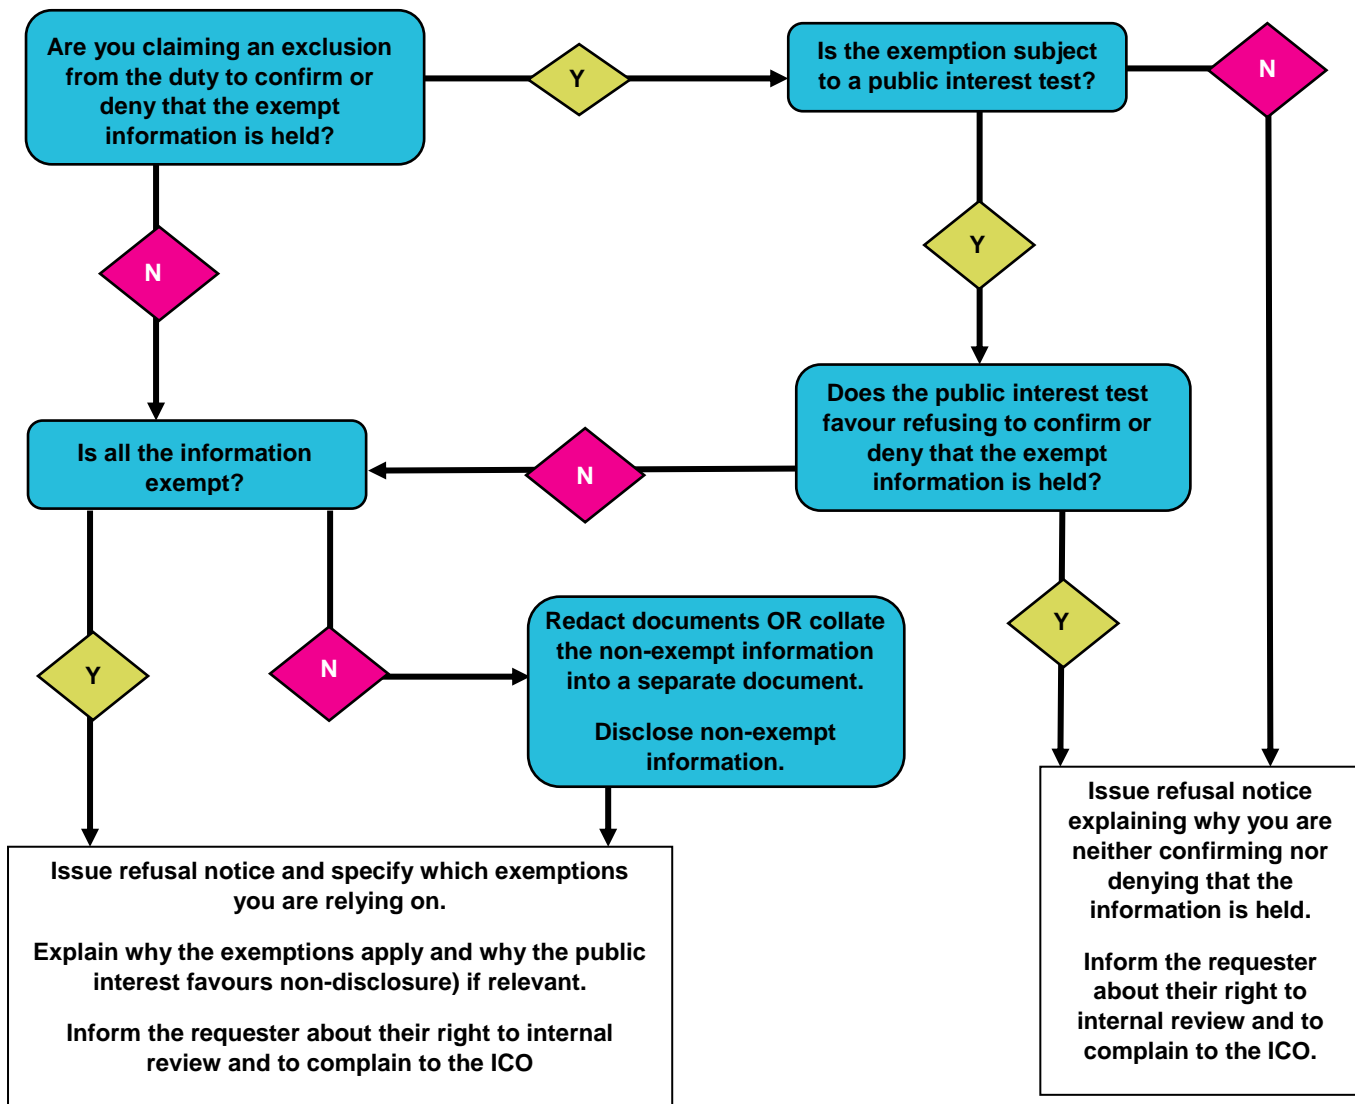 Are you claiming an exclusion
from the duty to confirm or
deny that the exempt
information is held?
Y
Is the exemption subject
to a public interest test?
N
Y
N
Does the public interest test
favour refusing to confirm or
deny that the exempt
information is held?
N
Is all the information
exempt?
Y
N
Redact documents OR collate
the non-exempt information
into a separate document.
Disclose non-exempt
information.
Y
Issue refusal notice and specify which exemptions
you are relying on.
Explain why the exemptions apply and why the public
interest favours non-disclosure) if relevant.
Inform the requester about their right to internal
review and to complain to the ICO
Issue refusal notice
explaining why you are
neither confirming nor
denying that the
information is held.
Inform the requester
about their right to
internal review and to
complain to the ICO.